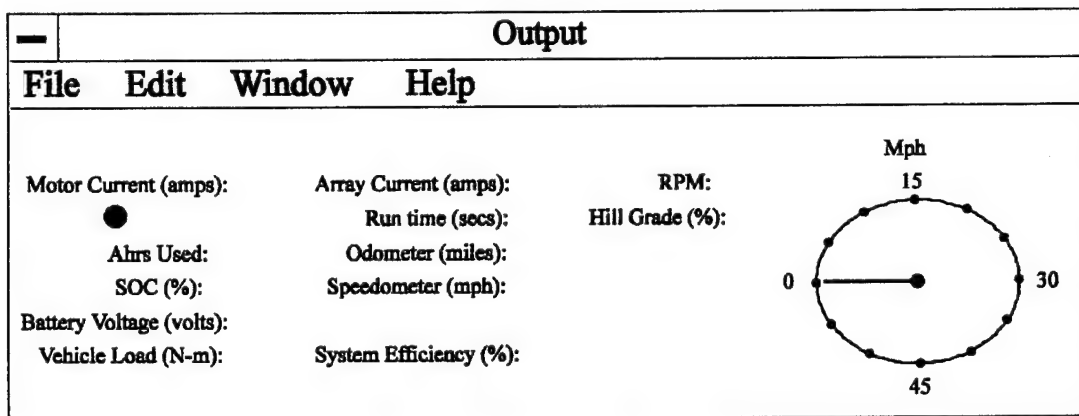 Output
File Edit Window Help
Mph
Motor Current (amps): Array Current (amps): RPM: 15
Run time (secs): Hill Grade (%):
Ahrs Used: Odometer (miles):
SOC (%): Speedometer (mph): 0 30
Battery Voltage (volts):
Vehicle Load (N-m): System Efficiency (%):
45